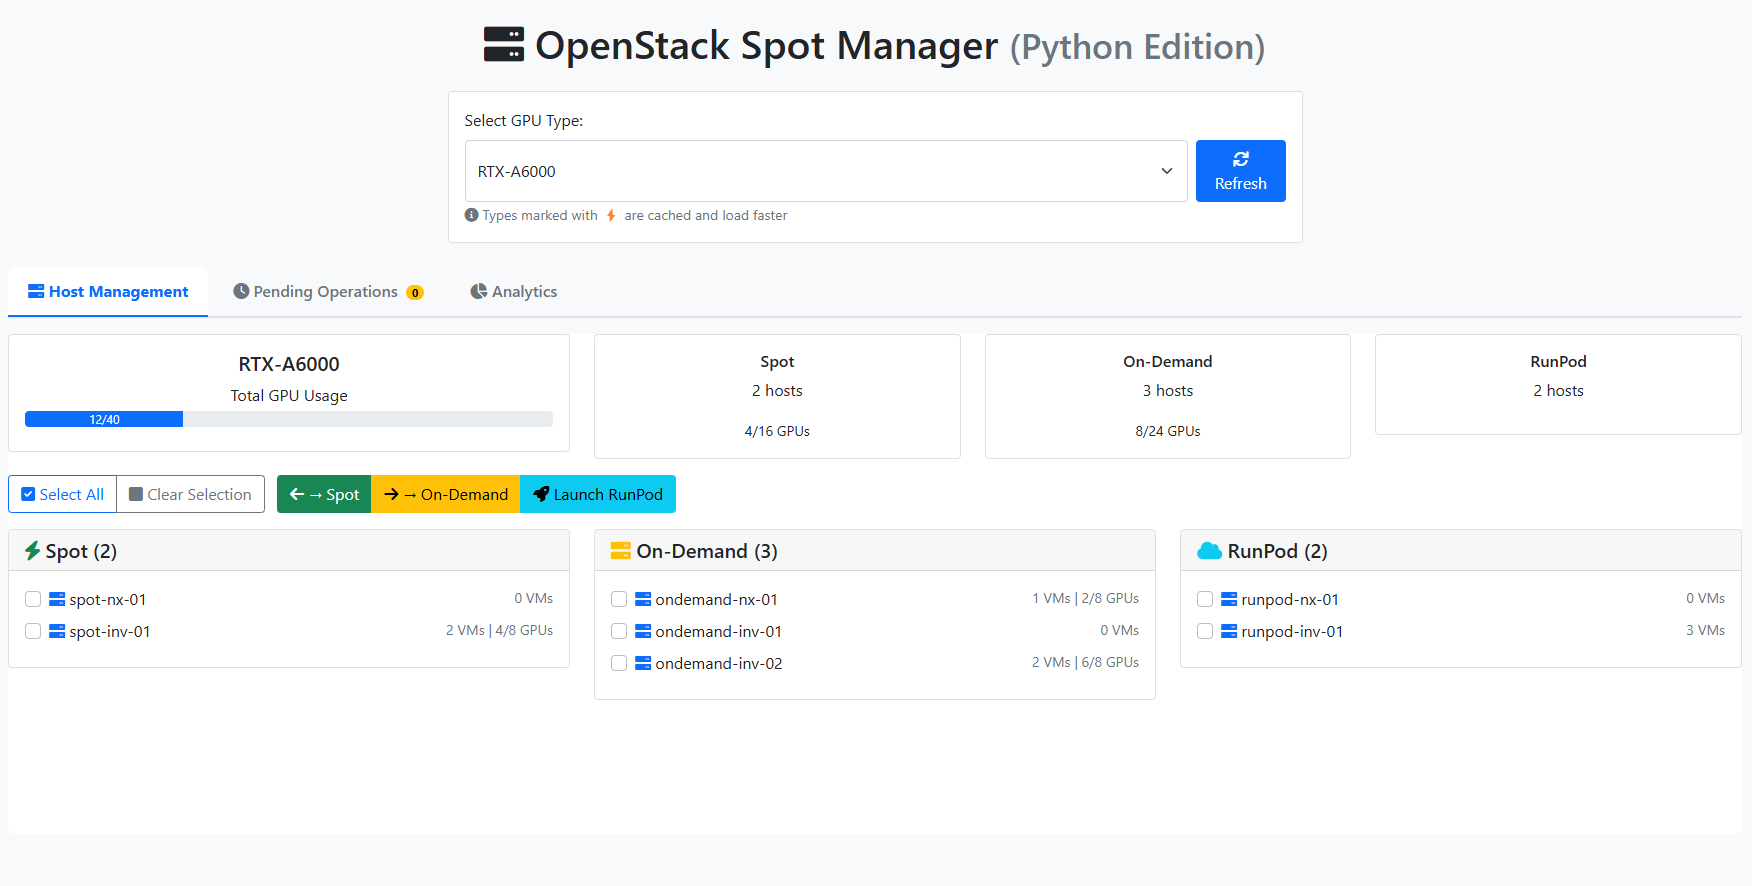 OpenStack Spot Manager (Python Edition)
Select GPU Type:
RTX-A6000
Refresh
Types marked with are cached and load faster
Host Management
Pending Operations 0
Analytics
RTX-A6000
Total GPU Usage
12/40
Spot
2 hosts
4/16 GPUs
On-Demand
3 hosts
8/24 GPUs
RunPod
2 hosts
Select All
Clear Selection
→ Spot
→ On-Demand
Launch RunPod
Spot (2)
spot-nx-01 0 VMs
spot-inv-01 2 VMs | 4/8 GPUs
On-Demand (3)
ondemand-nx-01 1 VMs | 2/8 GPUs
ondemand-inv-01 0 VMs
ondemand-inv-02 2 VMs | 6/8 GPUs
RunPod (2)
runpod-nx-01 0 VMs
runpod-inv-01 3 VMs